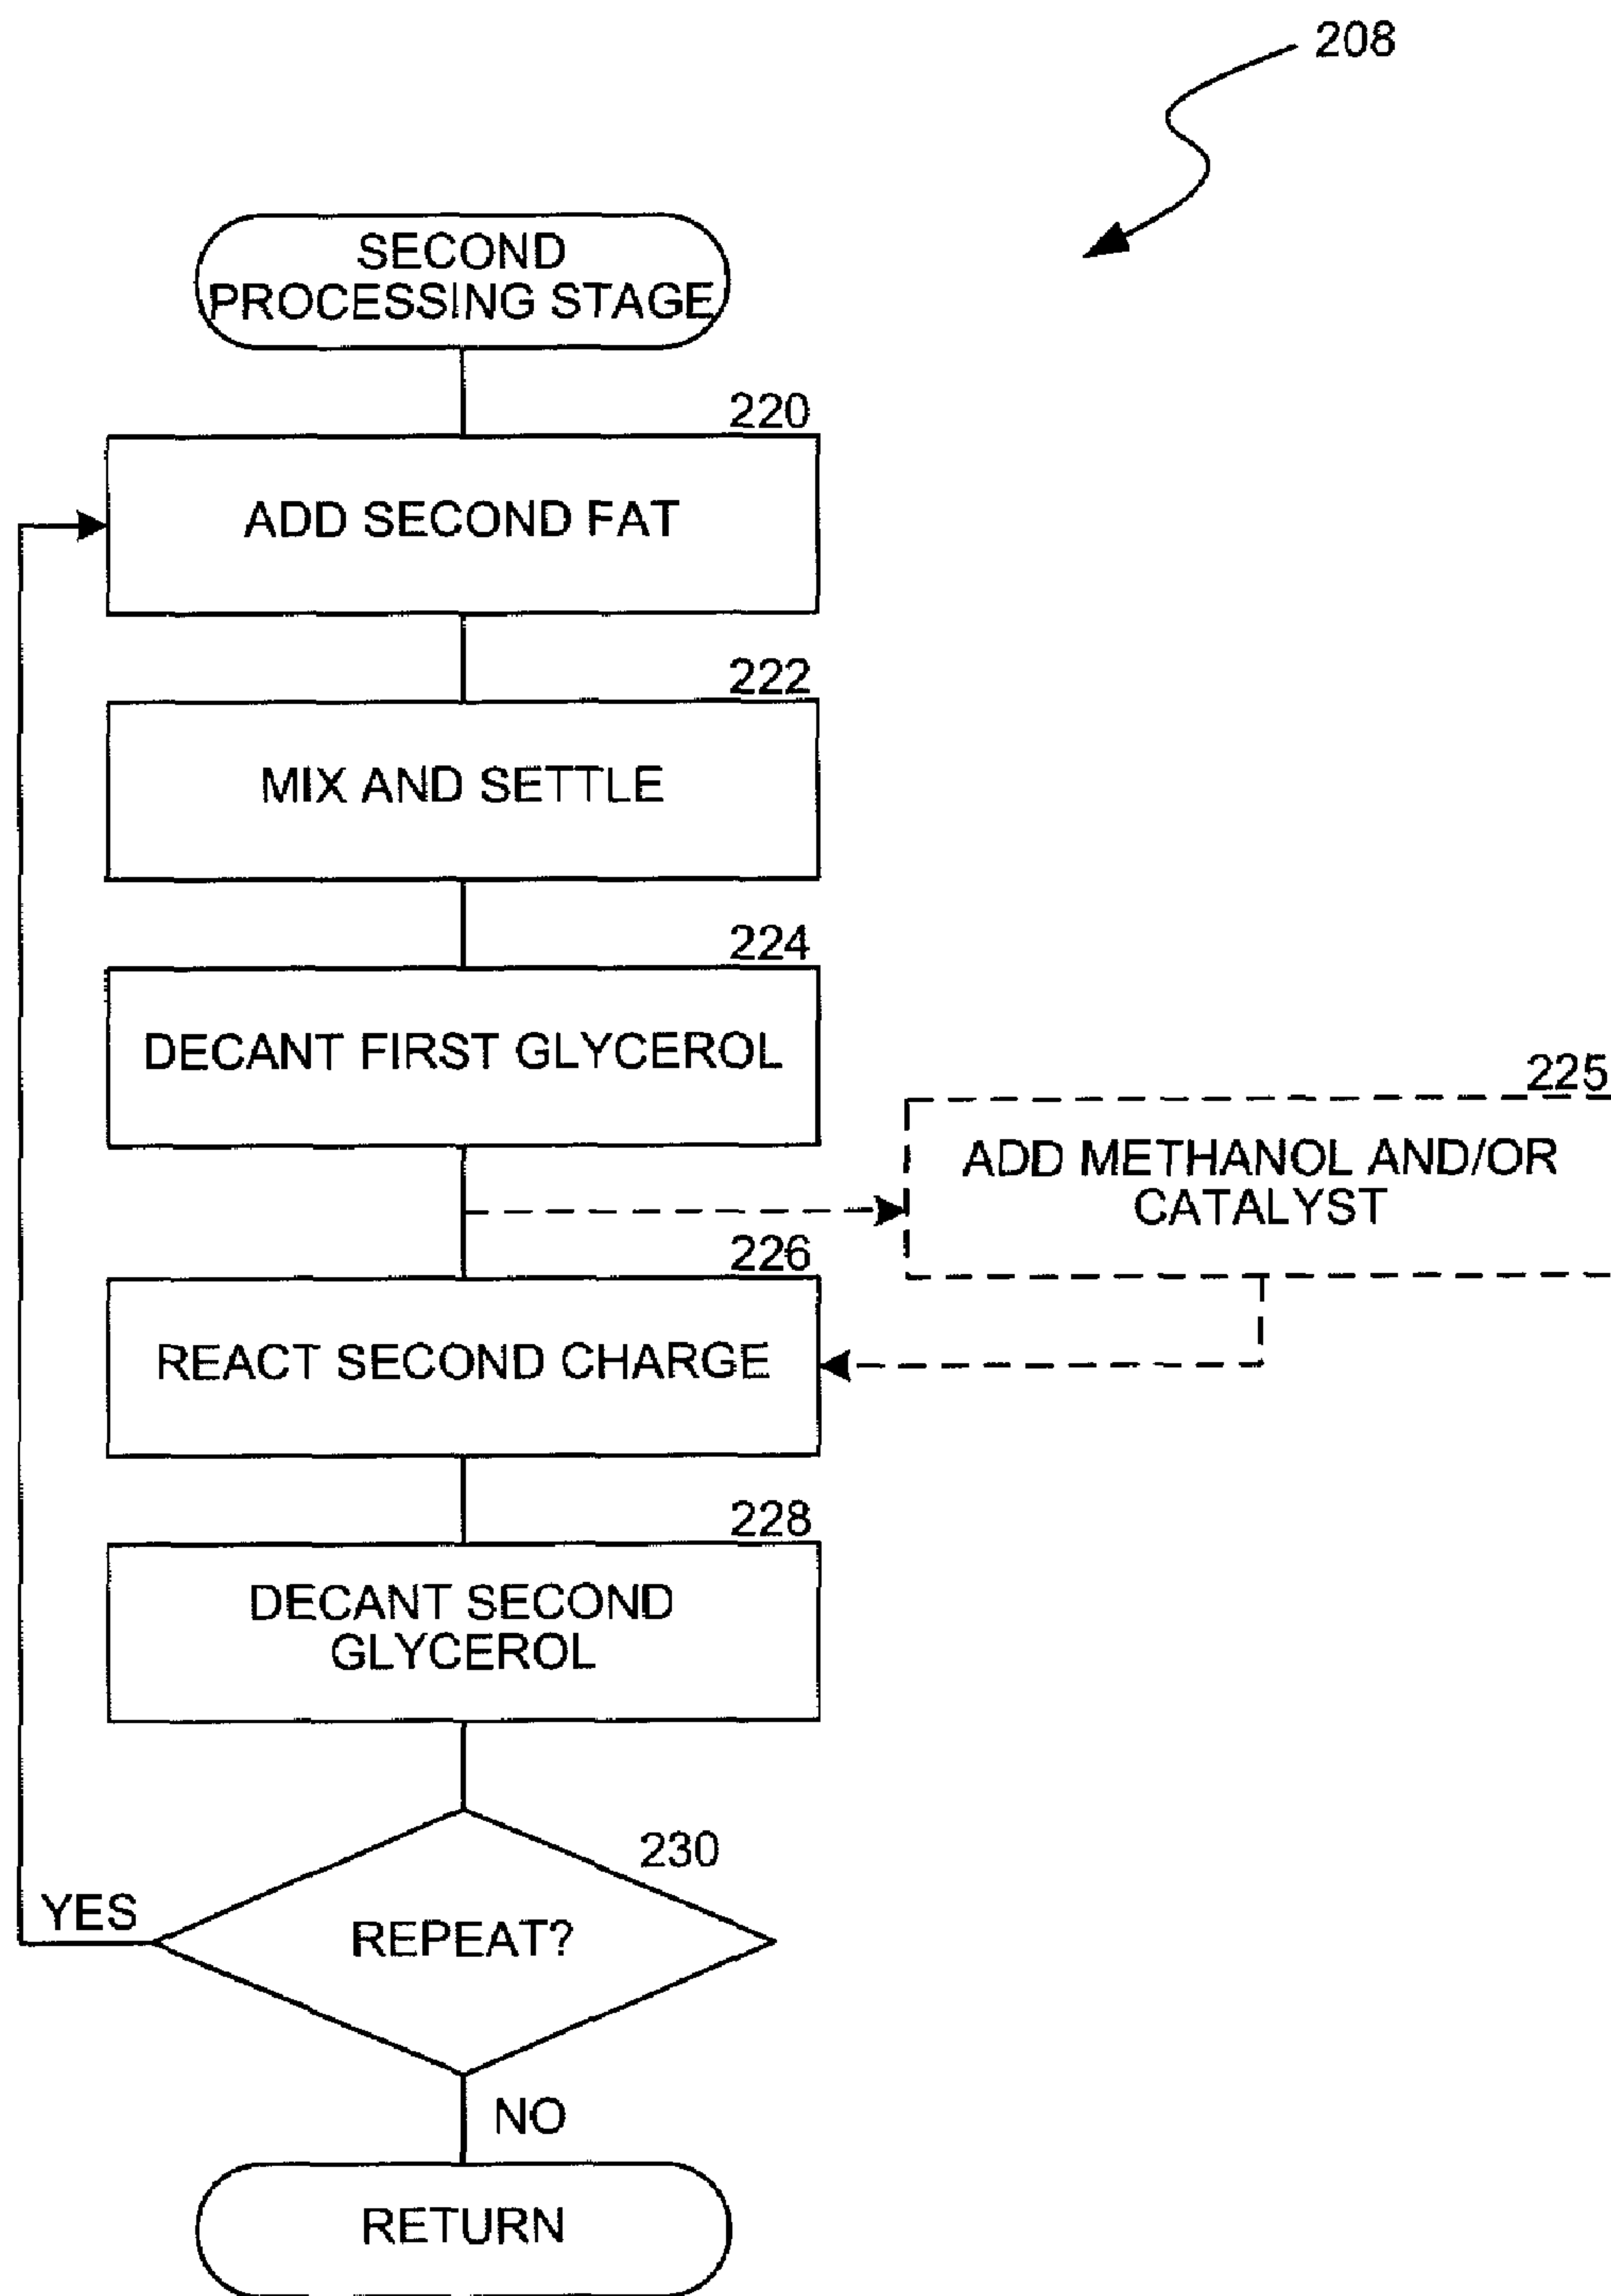 208
SECOND
PROCESSING STAGE
220
ADD SECOND FAT
222
MIX AND SETTLE
224
DECANT FIRST GLYCEROL
225
ADD METHANOL AND/OR
CATALYST
226
REACT SECOND CHARGE
228
DECANT SECOND
GLYCEROL
230
REPEAT?
YES
NO
RETURN